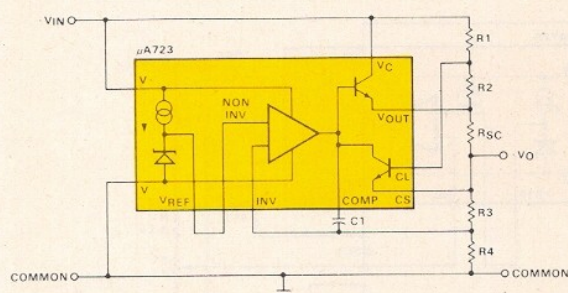 VIN
μA723
R1
V-
VC
R2
NON
INV
VOUT
RSC
VO
CL
V
VREF
INV
COMP
CS
R3
C1
R4
COMMON
COMMON